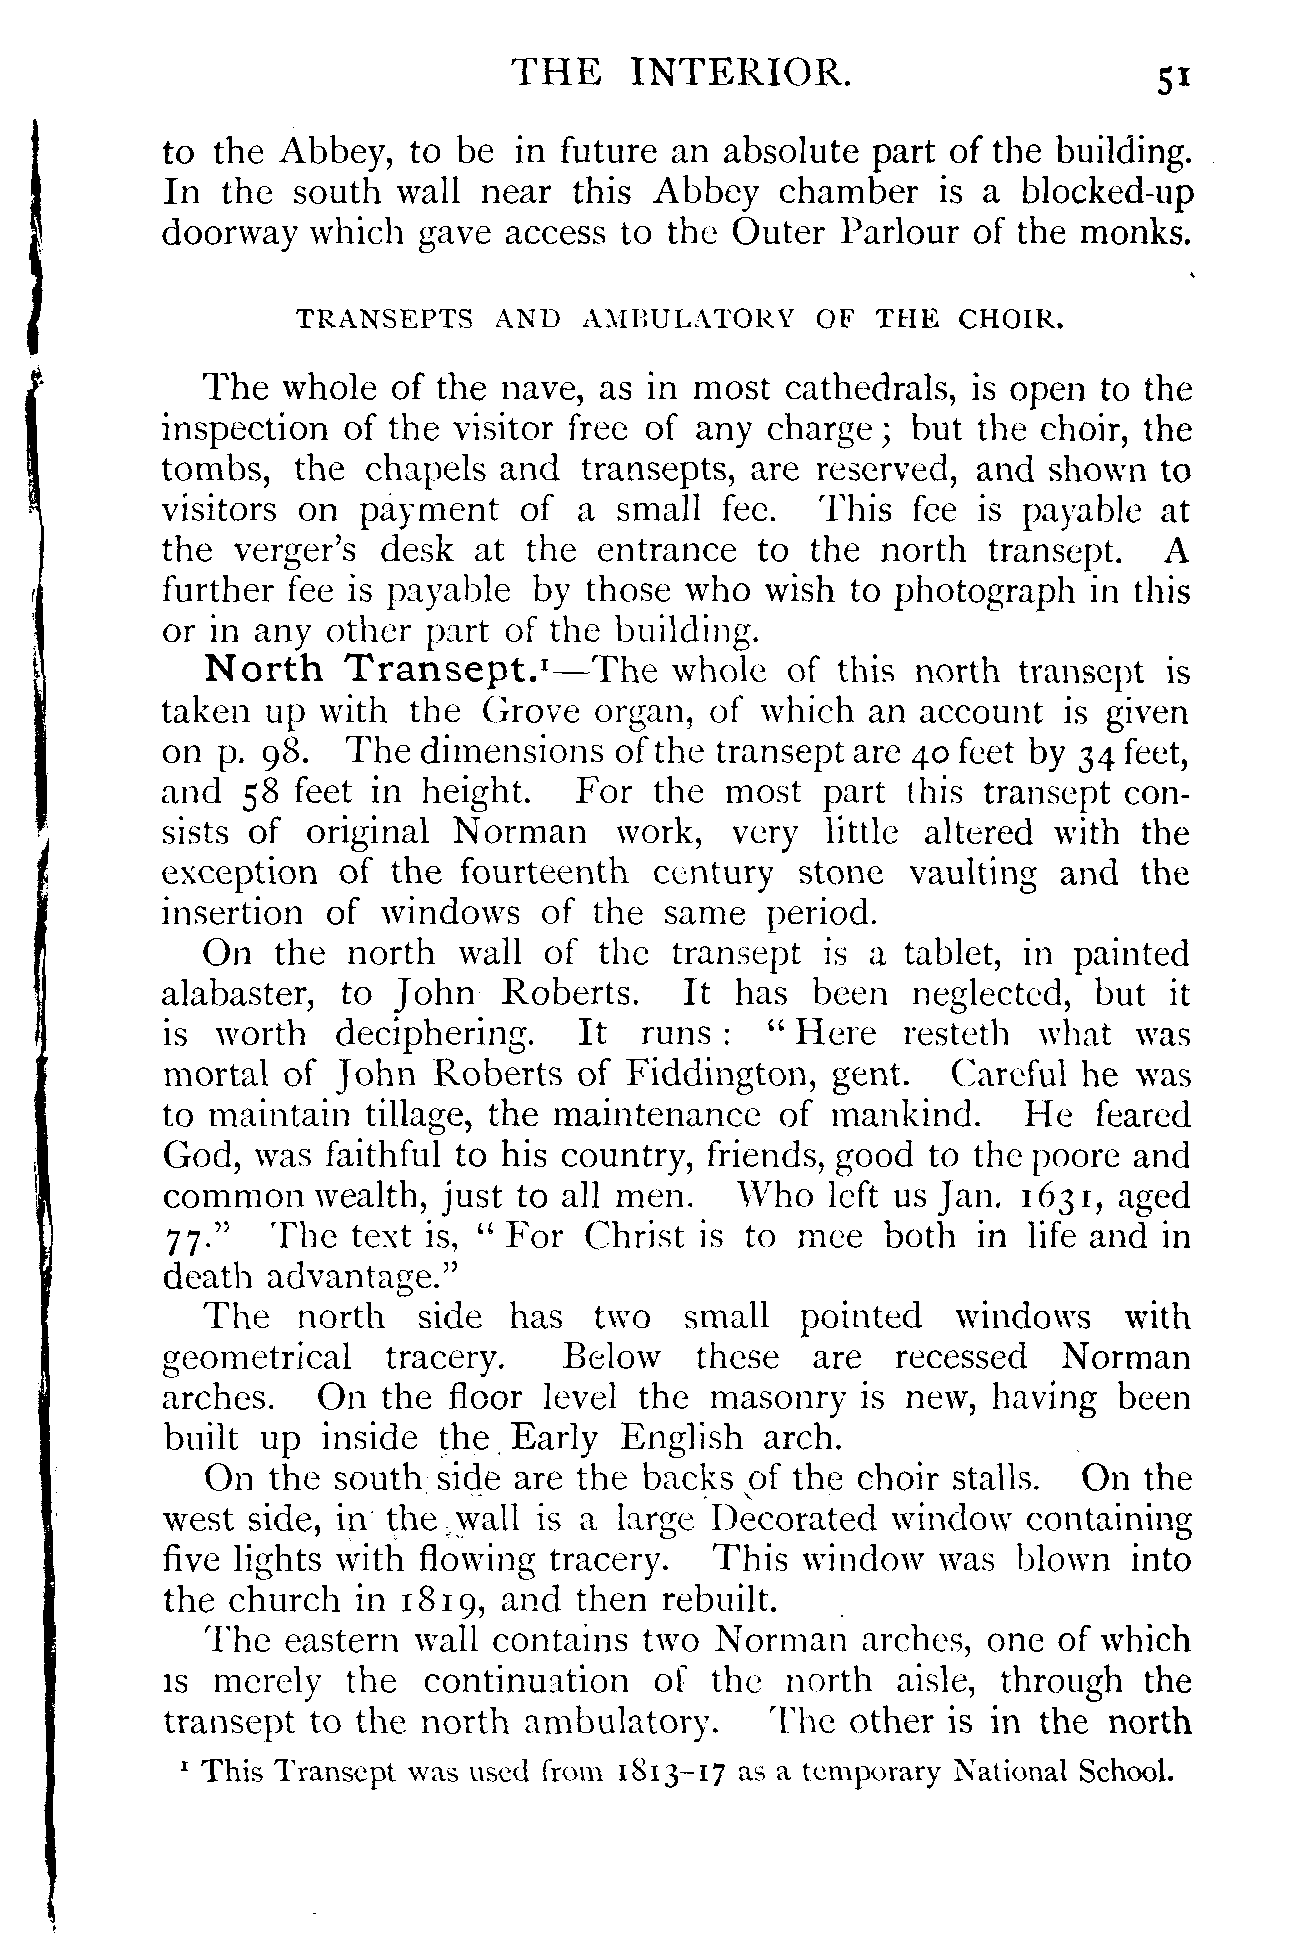 THE INTERIOR. 51
to the Abbey, to be in future an absolute part of the building.
In the south wall near this Abbey chamber is a blocked-up
doorway which gave access to the Outer Parlour of the monks.
TRANSEPTS AND AMBULATORY OF THE CHOIR.
The whole of the nave, as in most cathedrals, is open to the
inspection of the visitor free of any charge; but the choir, the
tombs, the chapels and transepts, are reserved, and shown to
visitors on payment of a small fee. This fee is payable at
the verger's desk at the entrance to the north transept. A
further fee is payable by those who wish to photograph in this
or in any other part of the building.
North Transept.¹—The whole of this north transept is
taken up with the Grove organ, of which an account is given
on p. 98. The dimensions of the transept are 40 feet by 34 feet,
and 58 feet in height. For the most part this transept con-
sists of original Norman work, very little altered with the
exception of the fourteenth century stone vaulting and the
insertion of windows of the same period.
On the north wall of the transept is a tablet, in painted
alabaster, to John Roberts. It has been neglected, but it
is worth deciphering. It runs: “Here resteth what was
mortal of John Roberts of Fiddington, gent. Careful he was
to maintain tillage, the maintenance of mankind. He feared
God, was faithful to his country, friends, good to the poore and
common wealth, just to all men. Who left us Jan. 1631, aged
77.” The text is, “For Christ is to mee both in life and in
death advantage.”
The north side has two small pointed windows with
geometrical tracery. Below these are recessed Norman
arches. On the floor level the masonry is new, having been
built up inside the Early English arch.
On the south side are the backs of the choir stalls. On the
west side, in the wall is a large Decorated window containing
five lights with flowing tracery. This window was blown into
the church in 1819, and then rebuilt.
The eastern wall contains two Norman arches, one of which
is merely the continuation of the north aisle, through the
transept to the north ambulatory. The other is in the north
¹ This Transept was used from 1813–17 as a temporary National School.